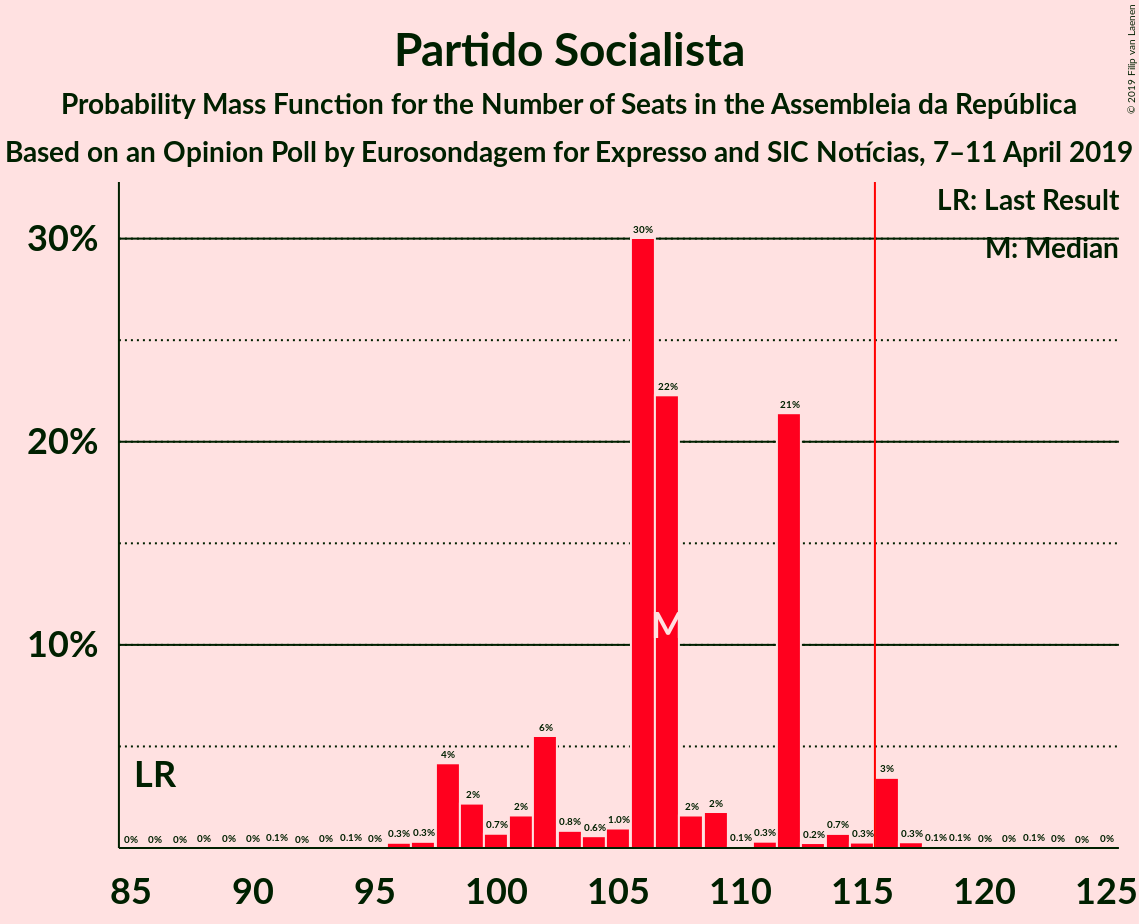 Partido Socialista
Probability Mass Function for the Number of Seats in the Assembleia da República
Based on an Opinion Poll by Eurosondagem for Expresso and SIC Notícias, 7–11 April 2019
© 2019 Filip van Laenen
LR: Last Result
M: Median
30%
20%
10%
0% 0% 0% 0% 0% 0% 0.1% 0% 0% 0.1% 0% 0.3% 0.3% 4% 2% 0.7% 2% 6% 0.8% 0.6% 1.0% 30% 22% 2% 2% 0.1% 0.3% 21% 0.2% 0.7% 0.3% 3% 0.3% 0.1% 0.1% 0% 0% 0.1% 0% 0% 0%
M
LR
85 90 95 100 105 110 115 120 125